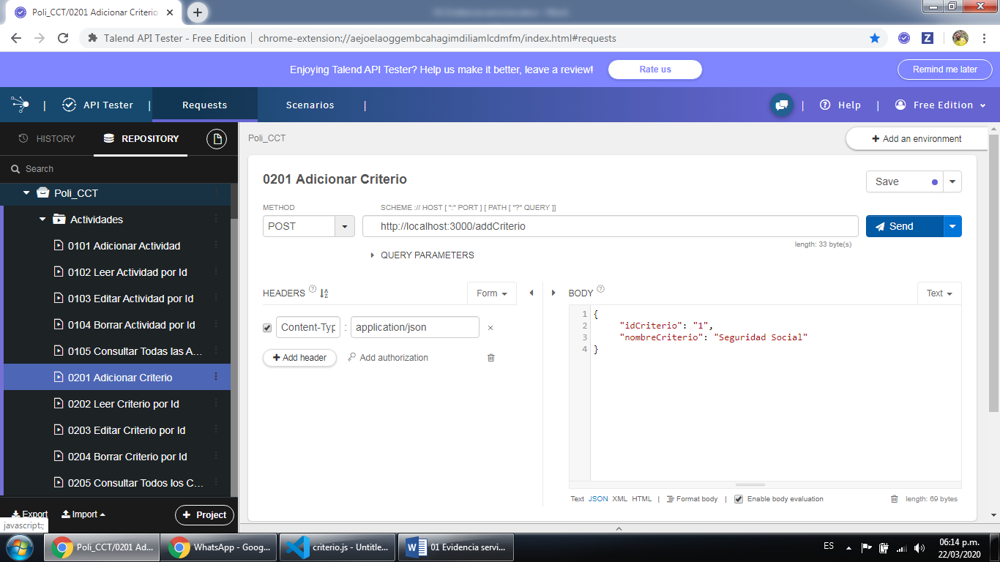 Poli_CCT/0201 Adicionar Criterio
Talend API Tester - Free Edition
chrome-extension://aejoelaoggembcahagimdiliamlcdmfm/index.html#requests
Enjoying Talend API Tester? Help us make it better, leave a review!
Rate us
Remind me later
API Tester
Requests
Scenarios
Help
Free Edition
HISTORY
REPOSITORY
Search
Poli_CCT
Actividades
0101 Adicionar Actividad
0102 Leer Actividad por Id
0103 Editar Actividad por Id
0104 Borrar Actividad por Id
0105 Consultar Todas las A...
0201 Adicionar Criterio
0202 Leer Criterio por Id
0203 Editar Criterio por Id
0204 Borrar Criterio por Id
0205 Consultar Todos los C...
Export
Import
+ Project
javascript:;
Poli_CCT
+ Add an environment
0201 Adicionar Criterio
Save
METHOD
SCHEME :// HOST [ ":" PORT ] [ PATH [ "?" QUERY ]]
POST
http://localhost:3000/addCriterio
Send
length: 33 byte(s)
QUERY PARAMETERS
HEADERS
Form
Content-Typ : application/json
+ Add header
Add authorization
BODY
Text
1 {
2 "idCriterio": "1",
3 "nombreCriterio": "Seguridad Social"
4 }
Text JSON XML HTML | Format body | Enable body evaluation
length: 69 bytes
Poli_CCT/0201 Ad...
WhatsApp - Goog...
criterio.js - Untitle...
01 Evidencia servi...
ES
06:14 p.m.
22/03/2020